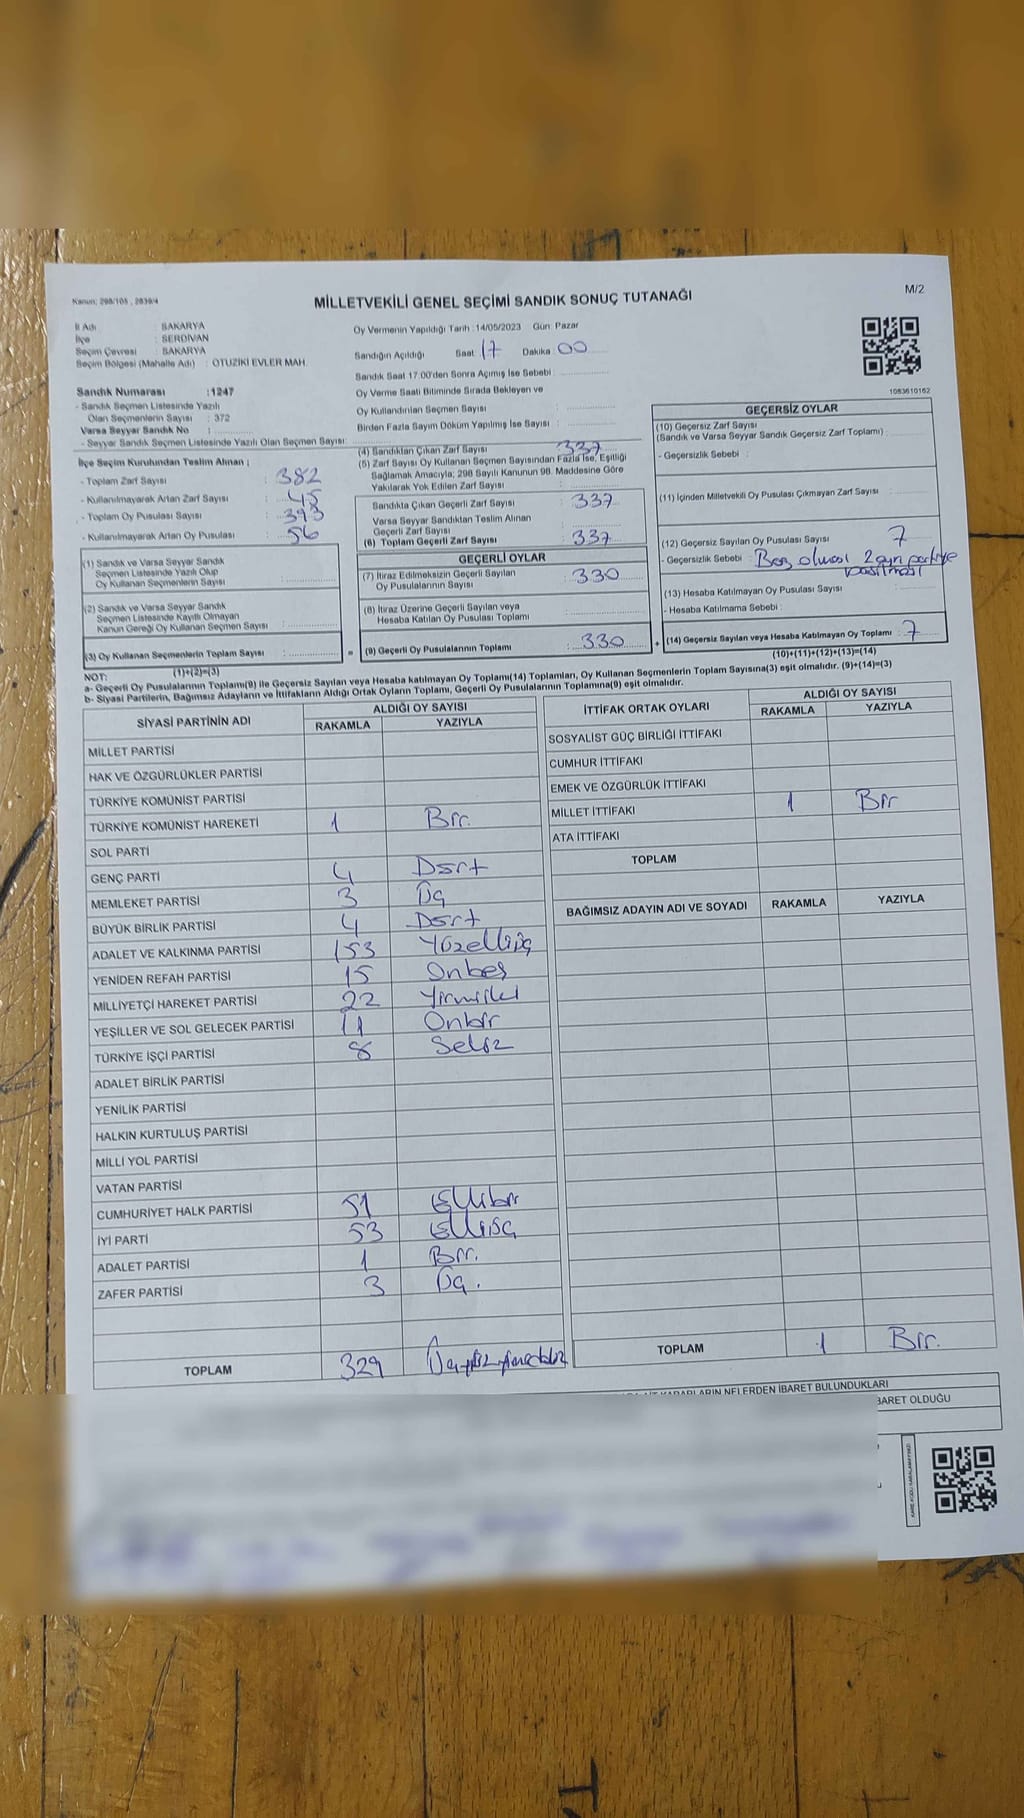 Kanun: 298/105 , 2839/4
MİLLETVEKİLİ GENEL SEÇİMİ SANDIK SONUÇ TUTANAĞI
M/2
İl Adı : SAKARYA
İlçe : SERDİVAN
Seçim Çevresi : SAKARYA
Seçim Bölgesi (Mahalle Adı) : OTUZİKİ EVLER MAH.
Oy Vermenin Yapıldığı Tarih : 14/05/2023 Gün: Pazar
Sandığın Açıldığı Saat 17 Dakika 00
Sandık Saat 17:00'den Sonra Açımış İse Sebebi :
Sandık Numarası :1247
- Sandık Seçmen Listesinde Yazılı
Olan Seçmenlerin Sayısı : 372
Varsa Seyyar Sandık No :
- Seyyar Sandık Seçmen Listesinde Yazılı Olan Seçmen Sayısı:
Oy Verme Saati Bitiminde Sırada Bekleyen ve
Oy Kullandırılan Seçmen Sayısı :
Birden Fazla Sayım Döküm Yapılmış İse Sayısı :
1083610162
İlçe Seçim Kurulundan Teslim Alınan :
- Toplam Zarf Sayısı : 382
- Kullanılmayarak Artan Zarf Sayısı : 45
- Toplam Oy Pusulası Sayısı : 393
- Kullanılmayarak Artan Oy Pusulası : 56
(4) Sandıktan Çıkan Zarf Sayısı : 337
(5) Zarf Sayısı Oy Kullanan Seçmen Sayısından Fazla İse, Eşitliği
Sağlamak Amacıyla; 298 Sayılı Kanunun 98. Maddesine Göre
Yakılarak Yok Edilen Zarf Sayısı :
Sandıkta Çıkan Geçerli Zarf Sayısı : 337
Varsa Seyyar Sandıktan Teslim Alınan
Geçerli Zarf Sayısı :
(6) Toplam Geçerli Zarf Sayısı : 337
GEÇERSİZ OYLAR
(10) Geçersiz Zarf Sayısı
(Sandık ve Varsa Seyyar Sandık Geçersiz Zarf Toplamı) :
- Geçersizlik Sebebi :
(11) İçinden Milletvekili Oy Pusulası Çıkmayan Zarf Sayısı :
(12) Geçersiz Sayılan Oy Pusulası Sayısı : 7
- Geçersizlik Sebebi : Boş olması 2 ayrı partiye
basılması
(13) Hesaba Katılmayan Oy Pusulası Sayısı :
- Hesaba Katılmama Sebebi :
(14) Geçersiz Sayılan veya Hesaba Katılmayan Oy Toplamı : 7
(10)+(11)+(12)+(13)=(14)
(1) Sandık ve Varsa Seyyar Sandık
Seçmen Listesinde Yazılı Olup
Oy Kullanan Seçmenlerin Sayısı :
(2) Sandık ve Varsa Seyyar Sandık
Seçmen Listesinde Kayıtlı Olmayan
Kanun Gereği Oy Kullanan Seçmen Sayısı :
(3) Oy Kullanan Seçmenlerin Toplam Sayısı :
(1)+(2)=(3)
GEÇERLİ OYLAR
(7) İtiraz Edilmeksizin Geçerli Sayılan
Oy Pusulalarının Sayısı : 330
(8) İtiraz Üzerine Geçerli Sayılan veya
Hesaba Katılan Oy Pusulası Toplamı :
= (9) Geçerli Oy Pusulalarının Toplamı : 330 +
NOT:
a- Geçerli Oy Pusulalarının Toplamı(9) ile Geçersiz Sayılan veya Hesaba katılmayan Oy Toplamı(14) Toplamları, Oy Kullanan Seçmenlerin Toplam Sayısına(3) eşit olmalıdır. (9)+(14)=(3)
b- Siyasi Partilerin, Bağımsız Adayların ve İttifakların Aldığı Ortak Oyların Toplamı, Geçerli Oy Pusulalarının Toplamına(9) eşit olmalıdır.
SİYASİ PARTİNİN ADI ALDIĞI OY SAYISI
RAKAMLA YAZIYLA
MİLLET PARTİSİ
HAK VE ÖZGÜRLÜKLER PARTİSİ
TÜRKİYE KOMÜNİST PARTİSİ
TÜRKİYE KOMÜNİST HAREKETİ 1 Bir.
SOL PARTİ
GENÇ PARTİ 4 Dört
MEMLEKET PARTİSİ 3 Üç
BÜYÜK BİRLİK PARTİSİ 4 Dört
ADALET VE KALKINMA PARTİSİ 153 Yüzelliüç
YENİDEN REFAH PARTİSİ 15 Onbeş
MİLLİYETÇİ HAREKET PARTİSİ 22 Yirmiiki
YEŞİLLER VE SOL GELECEK PARTİSİ 11 Onbir
TÜRKİYE İŞÇİ PARTİSİ 8 Sekiz
ADALET BİRLİK PARTİSİ
YENİLİK PARTİSİ
HALKIN KURTULUŞ PARTİSİ
MİLLİ YOL PARTİSİ
VATAN PARTİSİ
CUMHURİYET HALK PARTİSİ 51 Ellibir
İYİ PARTİ 53 Elliüç
ADALET PARTİSİ 1 Bir.
ZAFER PARTİSİ 3 Üç.
TOPLAM 329 Üçyüzyirmidokuz
İTTİFAK ORTAK OYLARI ALDIĞI OY SAYISI
RAKAMLA YAZIYLA
SOSYALİST GÜÇ BİRLİĞİ İTTİFAKI
CUMHUR İTTİFAKI
EMEK VE ÖZGÜRLÜK İTTİFAKI
MİLLET İTTİFAKI 1 Bir
ATA İTTİFAKI
TOPLAM
BAĞIMSIZ ADAYIN ADI VE SOYADI RAKAMLA YAZIYLA
TOPLAM 1 Bir.
KARARLARIN NELERDEN İBARET BULUNDUKLARI
BARET OLDUĞU